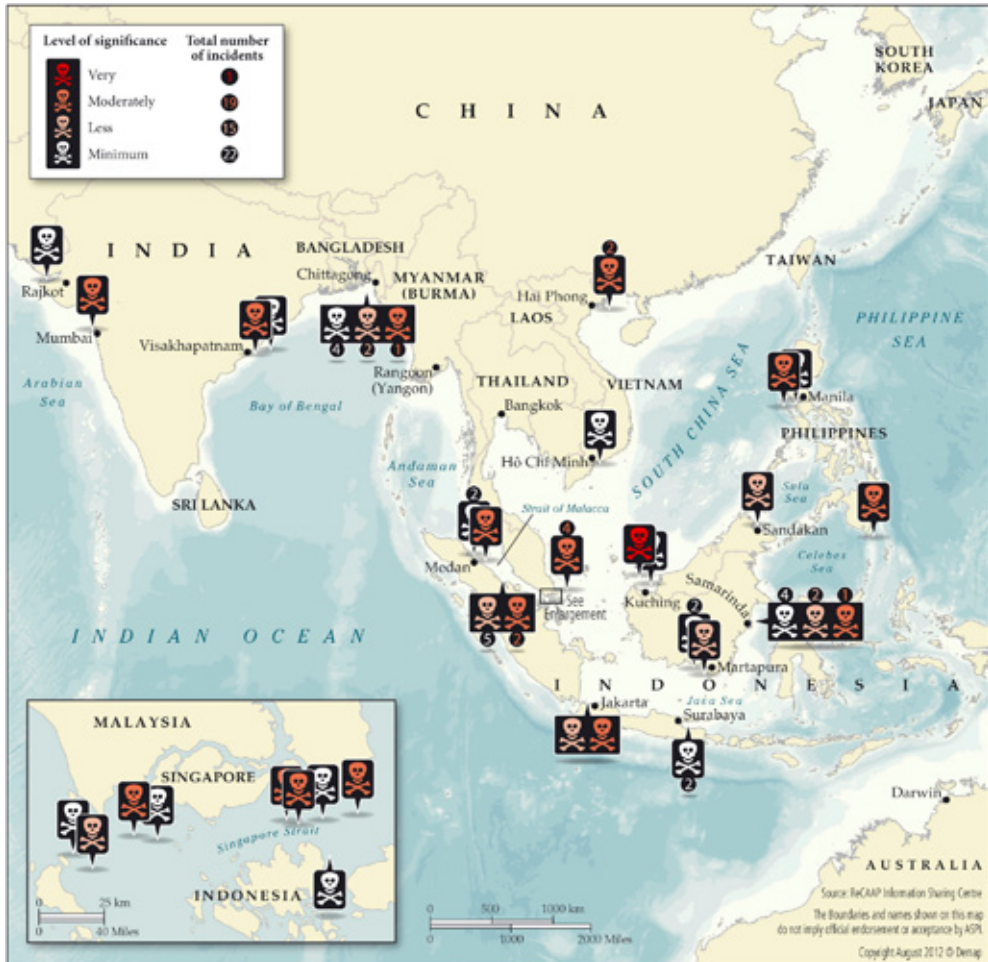 Level of significance
Total number
of incidents
Very
1
Moderately
19
Less
15
Minimum
22
SOUTH
KOREA
JAPAN
CHINA
INDIA
BANGLADESH
Chittagong
MYANMAR
(BURMA)
Hai Phong
2
TAIWAN
LAOS
Rajkot
Mumbai
Visakhapatnam
4
2
1
Rangoon
(Yangon)
THAILAND
Bangkok
VIETNAM
PHILIPPINE
SEA
Manila
Arabian
Sea
Bay of Bengal
SOUTH CHINA SEA
PHILIPPINES
Andaman
Sea
Hô Chí Minh
Sulu
Sea
SRI LANKA
Strait of Malacca
Sandakan
2
4
Celebes
Sea
Medan
See
Enlargement
Kuching
Samarinda
4
2
1
5
2
2
Martapura
INDIAN OCEAN
INDONESIA
Jakarta
Java Sea
Surabaya
2
MALAYSIA
SINGAPORE
Singapore Strait
INDONESIA
0
25 km
0
40 Miles
0
500
1000 km
0
1000
2000 Miles
Darwin
AUSTRALIA
Source: ReCAAP Information Sharing Centre
The Boundaries and names shown on this map
do not imply official endorsement or acceptance by ASPI.
Copyright August 2012 © Demap